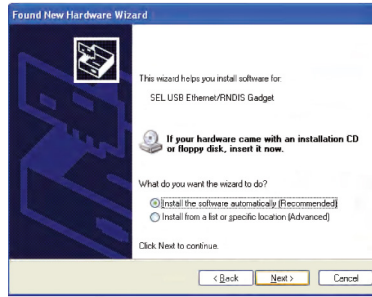 Found New Hardware Wizard
This wizard helps you install software for:
SEL USB Ethernet/RNDIS Gadget
If your hardware came with an installation CD
or floppy disk, insert it now.
What do you want the wizard to do?
Install the software automatically (Recommended)
Install from a list or specific location (Advanced)
Click Next to continue.
< Back Next > Cancel